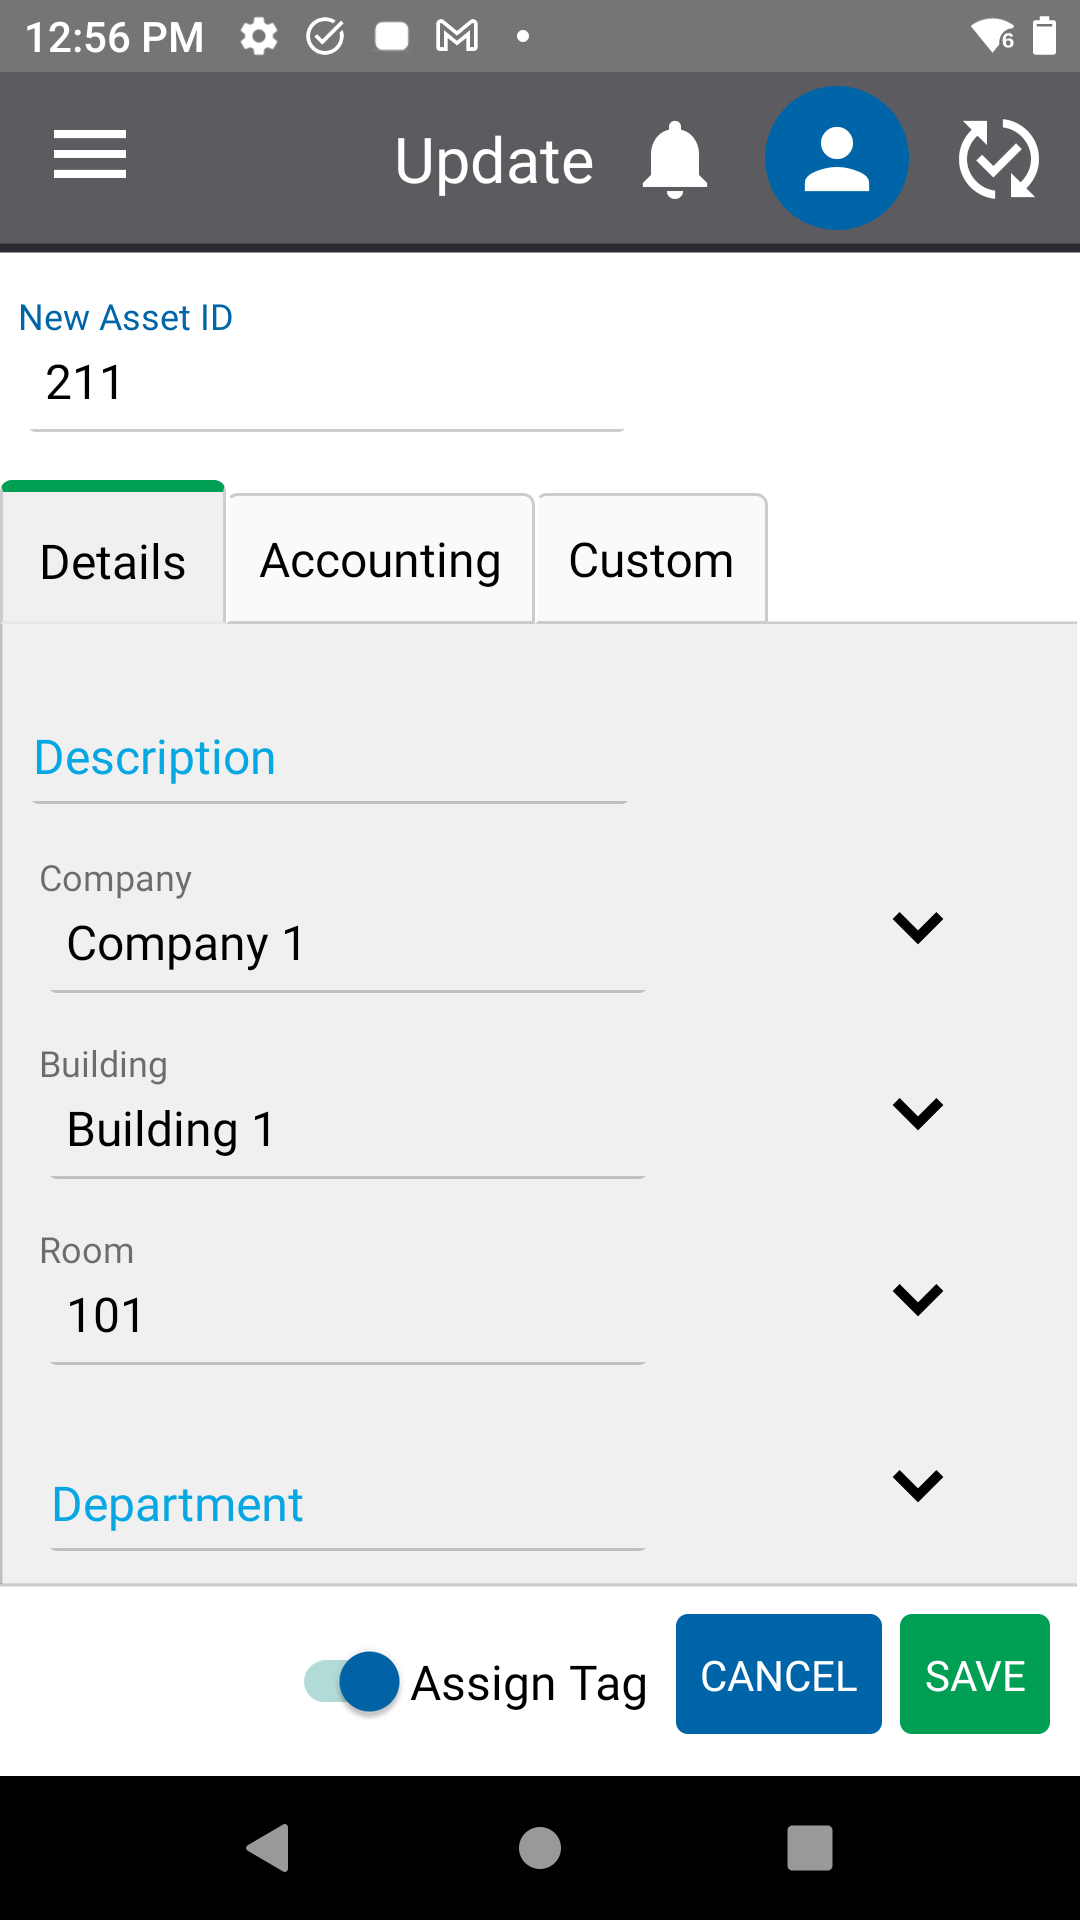 12:56 PM
6
Update
New Asset ID
211
Details
Accounting
Custom
Description
Company
Company 1
Building
Building 1
Room
101
Department
Assign Tag
CANCEL
SAVE